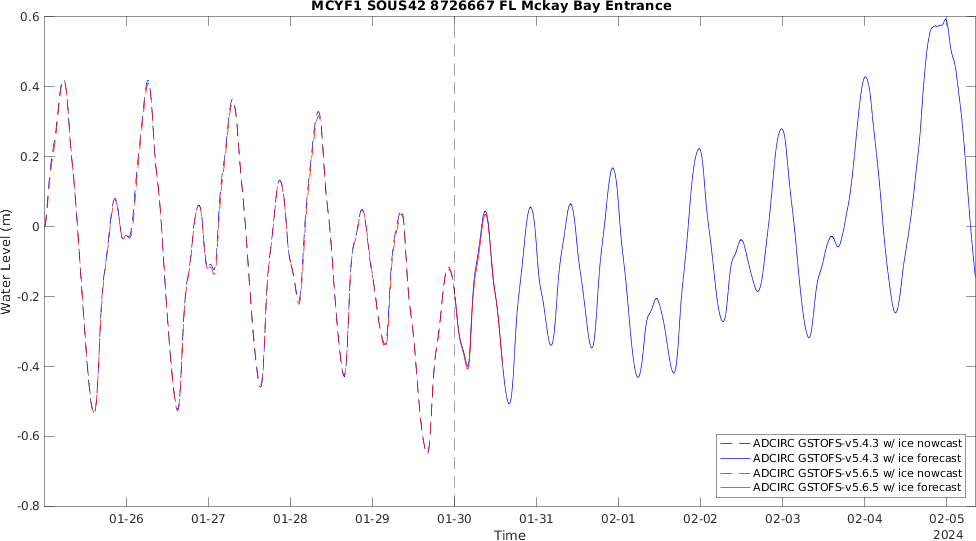 MCYF1 SOUS42 8726667 FL Mckay Bay Entrance
0.6
0.4
0.2
0
-0.2
-0.4
-0.6
-0.8
Water Level (m)
ADCIRC GSTOFS-v5.4.3 w/ ice nowcast
ADCIRC GSTOFS-v5.4.3 w/ ice forecast
ADCIRC GSTOFS-v5.6.5 w/ ice nowcast
ADCIRC GSTOFS-v5.6.5 w/ ice forecast
01-26 01-27 01-28 01-29 01-30 01-31 02-01 02-02 02-03 02-04 02-05
Time
2024